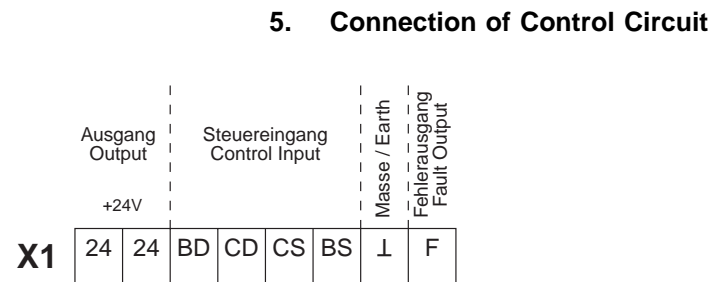 5. Connection of Control Circuit
Ausgang
Output
+24V
Steuereingang
Control Input
Masse / Earth
Fehlerausgang
Fault Output
X1 24 24 BD CD CS BS ⊥ F